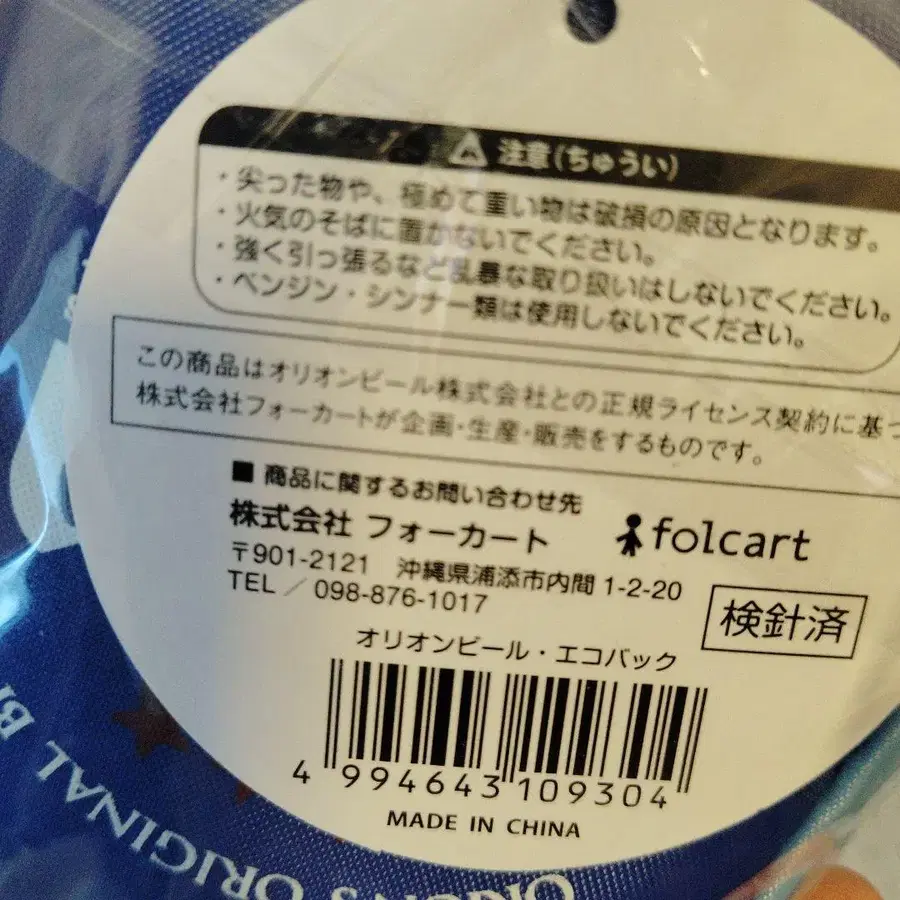 注意(ちゅうい)
・尖った物や、極めて重い物は破損の原因となります。
・火気のそばに置かないでください。
・強く引っ張るなど乱暴な取り扱いはしないでください。
・ベンジン・シンナー類は使用しないでください。
この商品はオリオンビール株式会社との正規ライセンス契約に基づ
株式会社フォーカートが企画・生産・販売をするものです。
■ 商品に関するお問い合わせ先
株式会社 フォーカート
folcart
〒901-2121 沖縄県浦添市内間 1-2-20
TEL / 098-876-1017
検針済
オリオンビール・エコバック
4 994643 109304
MADE IN CHINA
ORION'S ORIGINAL